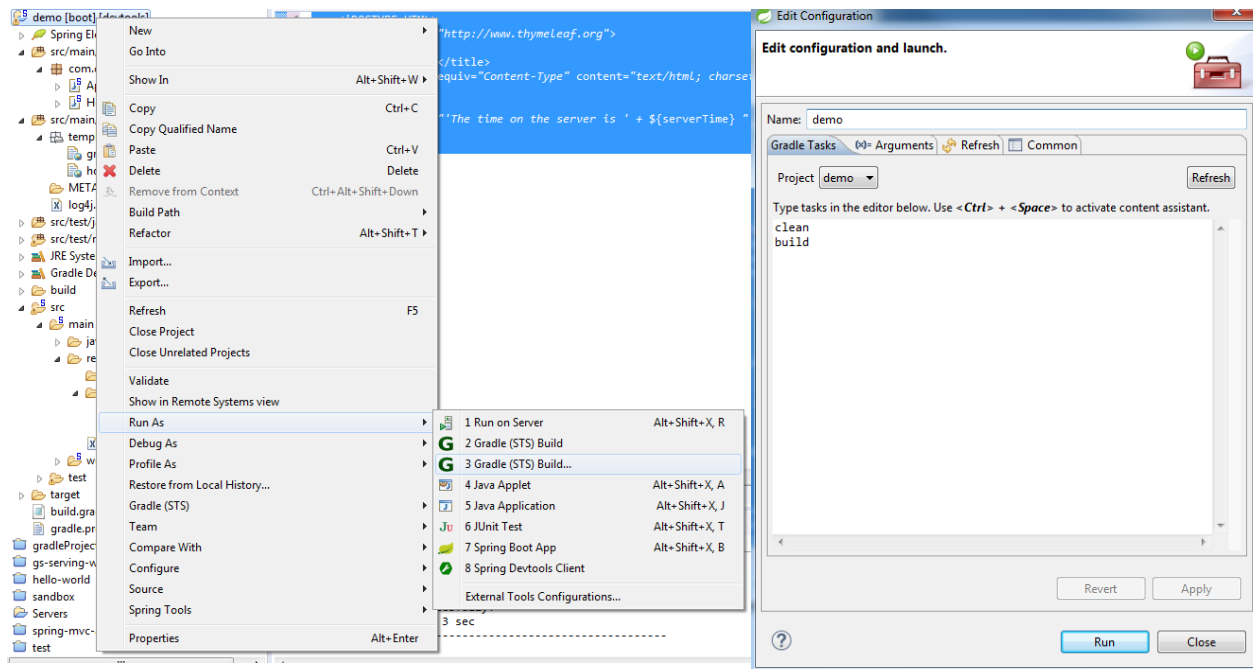 demo [boot] [devtools]
Spring Ele
src/main,
com.
src/main,
temp
META
log4j.
src/test/j
src/test/r
JRE Syste
Gradle De
build
src
main
ja
re
w
test
target
build.gra
gradle.pr
gradleProject
gs-serving-w
hello-world
sandbox
Servers
spring-mvc-
test
New
Go Into
Show In Alt+Shift+W
Copy Ctrl+C
Copy Qualified Name
Paste Ctrl+V
Delete Delete
Remove from Context Ctrl+Alt+Shift+Down
Build Path
Refactor Alt+Shift+T
Import...
Export...
Refresh F5
Close Project
Close Unrelated Projects
Validate
Show in Remote Systems view
Run As
Debug As
Profile As
Restore from Local History...
Gradle (STS)
Team
Compare With
Configure
Source
Spring Tools
Properties Alt+Enter
1 Run on Server Alt+Shift+X, R
2 Gradle (STS) Build
3 Gradle (STS) Build...
4 Java Applet Alt+Shift+X, A
5 Java Application Alt+Shift+X, J
6 JUnit Test Alt+Shift+X, T
7 Spring Boot App Alt+Shift+X, B
8 Spring Devtools Client
External Tools Configurations...
"http://www.thymeleaf.org">
</title>
equiv="Content-Type" content="text/html; charse
"'The time on the server is ' + ${serverTime} "
3 sec
Edit Configuration
Edit configuration and launch.
Name: demo
Gradle Tasks (x)= Arguments Refresh Common
Project demo Refresh
Type tasks in the editor below. Use <Ctrl> + <Space> to activate content assistant.
clean
build
Revert Apply
Run Close